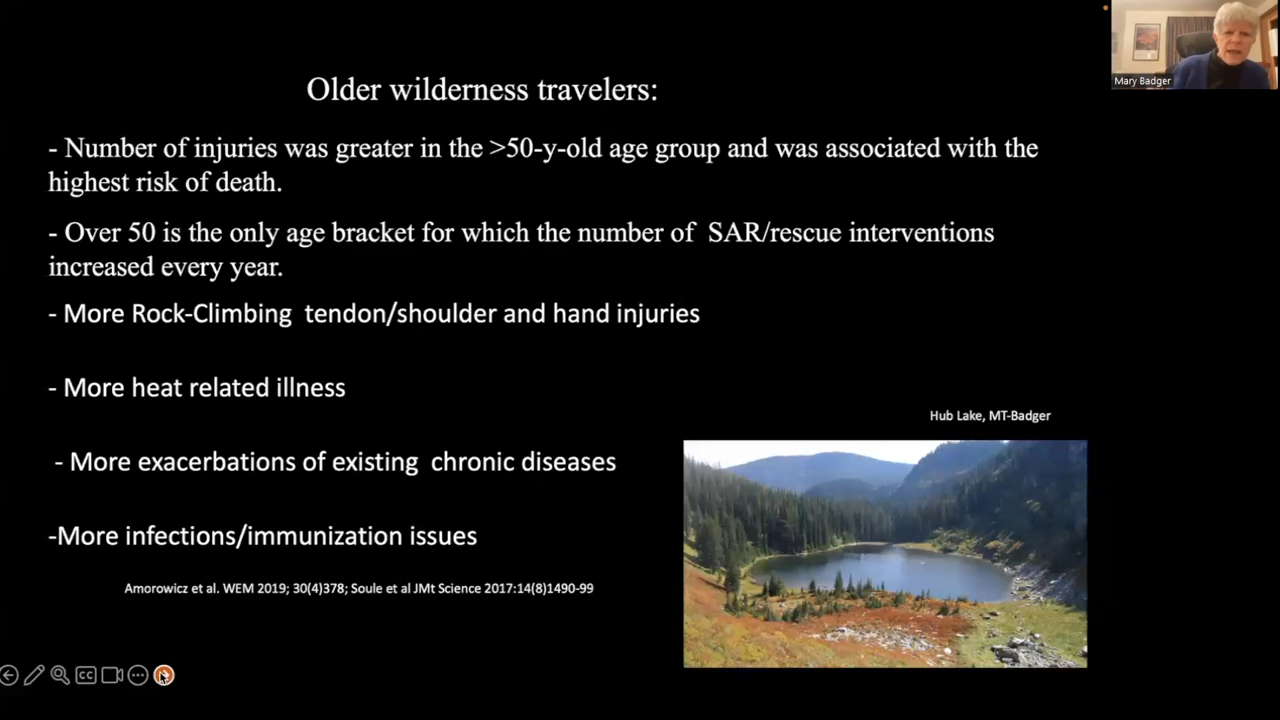 Mary Badger
Older wilderness travelers:
- Number of injuries was greater in the >50-y-old age group and was associated with the
highest risk of death.
- Over 50 is the only age bracket for which the number of SAR/rescue interventions
increased every year.
- More Rock-Climbing tendon/shoulder and hand injuries
- More heat related illness
Hub Lake, MT-Badger
- More exacerbations of existing chronic diseases
-More infections/immunization issues
Amorowicz et al. WEM 2019; 30(4)378; Soule et al JMt Science 2017:14(8)1490-99
CC